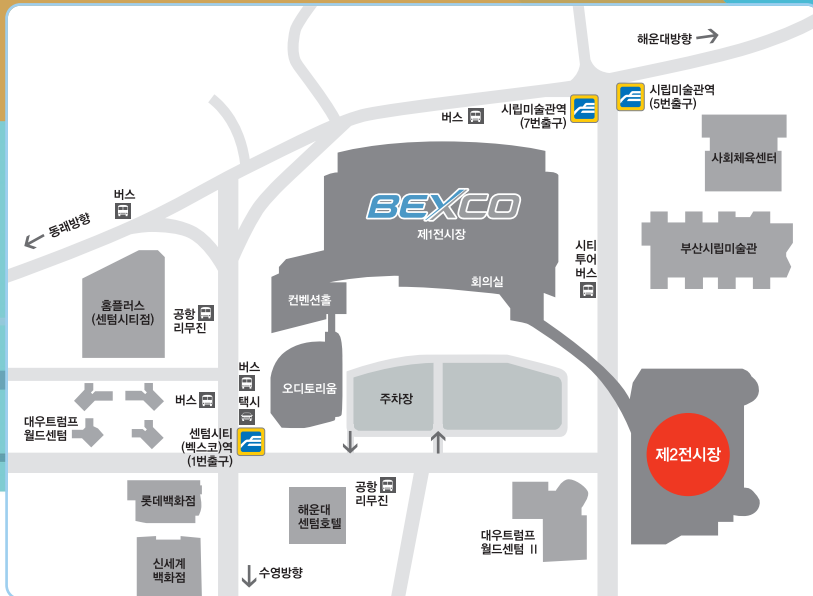 해운대방향
시립미술관역
(5번출구)
시립미술관역
(7번출구)
버스
사회체육센터
버스
동래방향
BEXCO
제1전시장
부산시립미술관
시티
투어
버스
회의실
컨벤션홀
홈플러스
(센텀시티점)
공항
리무진
버스
오디토리움
주차장
버스
택시
대우트럼프
월드센텀
센텀시티
(벡스코)역
(1번출구)
제2전시장
롯데백화점
해운대
센텀호텔
공항
리무진
대우트럼프
월드센텀 II
신세계
백화점
수영방향